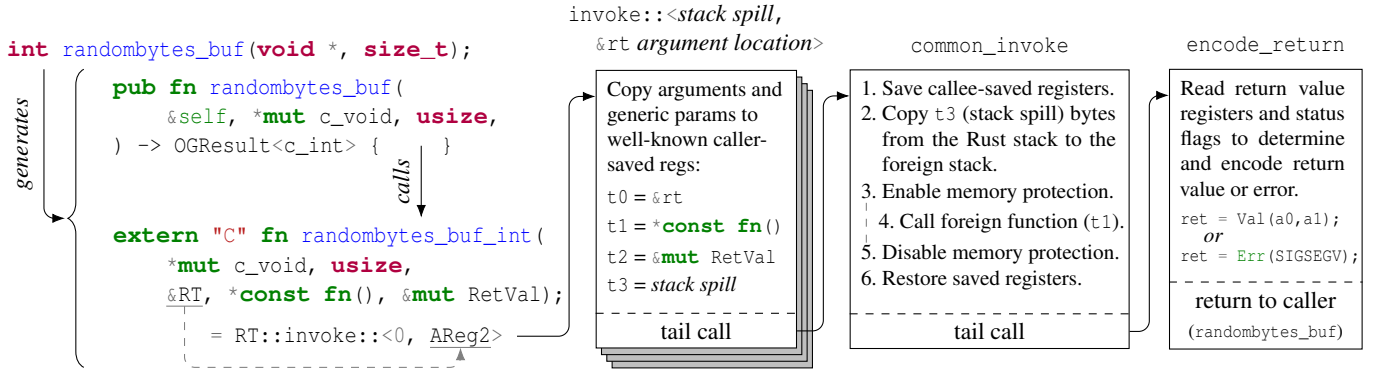 int randombytes_buf(void *, size_t);
generates
pub fn randombytes_buf(
&self, *mut c_void, usize,
) -> OGResult<c_int> { }
calls
extern "C" fn randombytes_buf_int(
*mut c_void, usize,
&RT, *const fn(), &mut RetVal);
= RT::invoke::<0, AReg2>
invoke::<stack spill,
&rt argument location>
Copy arguments and
generic params to
well-known caller-
saved regs:
t0 = &rt
t1 = *const fn()
t2 = &mut RetVal
t3 = stack spill
tail call
common_invoke
1. Save callee-saved registers.
2. Copy t3 (stack spill) bytes
from the Rust stack to the
foreign stack.
3. Enable memory protection.
4. Call foreign function (t1).
5. Disable memory protection.
6. Restore saved registers.
tail call
encode_return
Read return value
registers and status
flags to determine
and encode return
value or error.
ret = Val(a0,a1);
or
ret = Err(SIGSEGV);
return to caller
(randombytes_buf)